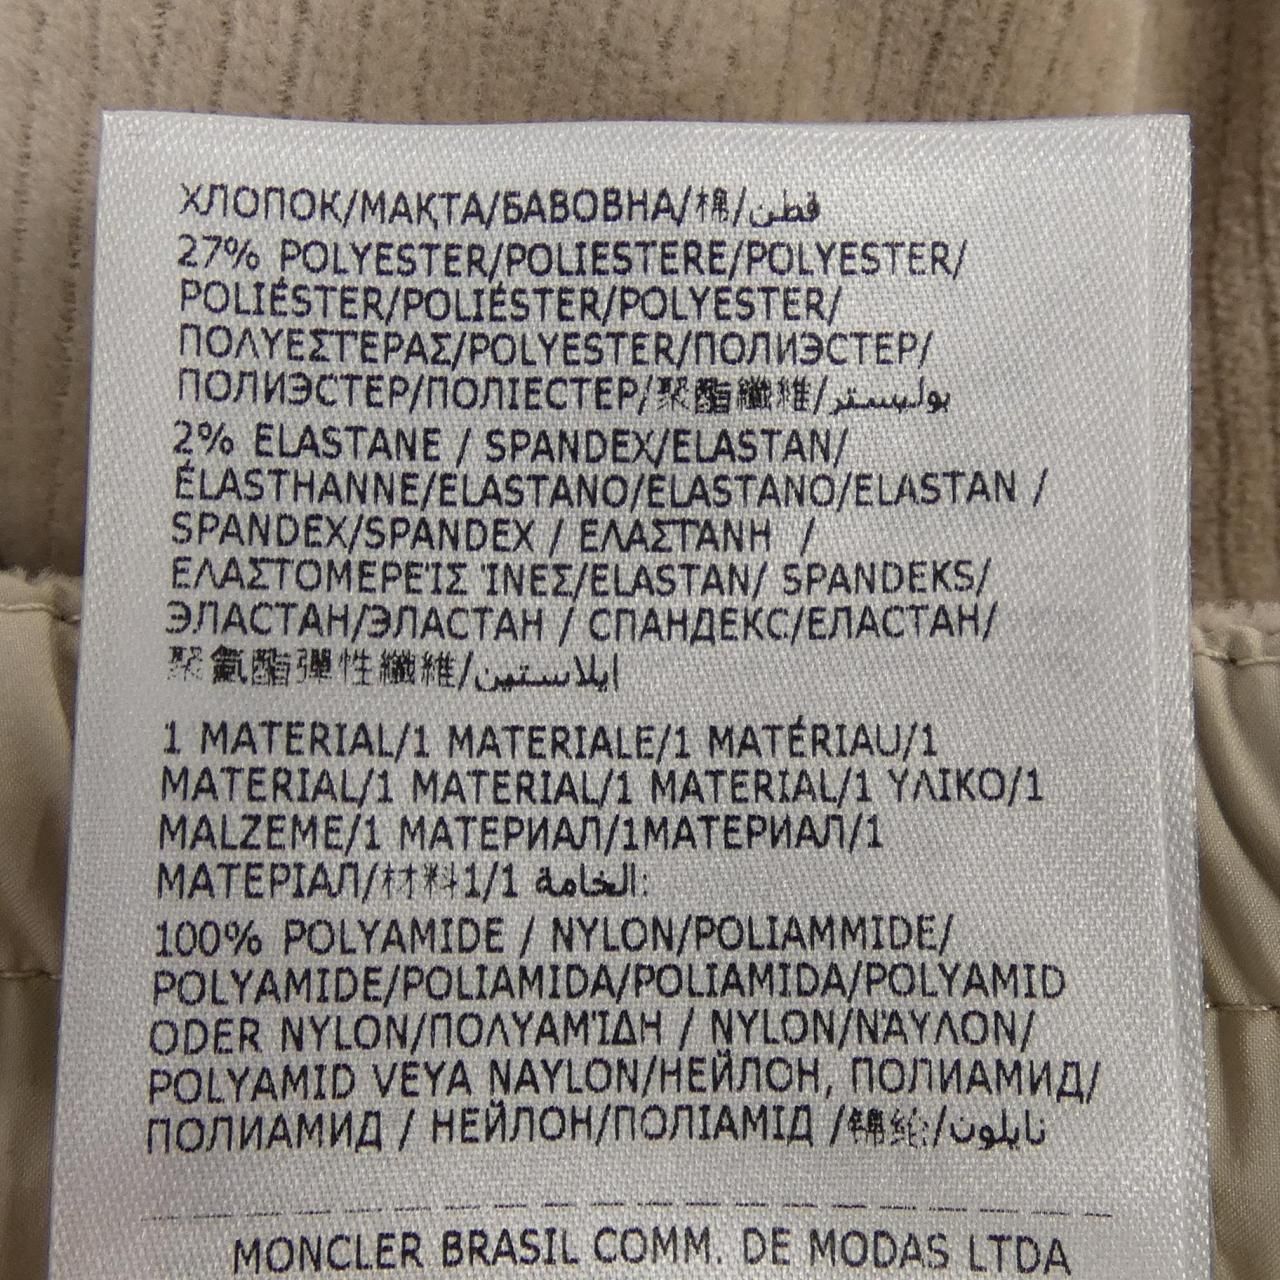 ХЛОПОК/МАҚТА/БАВОВНА/棉/قطن
27% POLYESTER/POLIESTERE/POLYESTER/
POLIÉSTER/POLIÉSTER/POLYESTER/
ΠΟΛΥΕΣΤΕΡΑΣ/POLYESTER/ПОЛИЭСТЕР/
ПОЛИЭСТЕР/ПОЛІЕСТЕР/聚酯纖維/بوليستر
2% ELASTANE / SPANDEX/ELASTAN/
ÉLASTHANNE/ELASTANO/ELASTANO/ELASTAN /
SPANDEX/SPANDEX / ΕΛΑΣΤΑΝΗ /
ΕΛΑΣΤΟΜΕΡΕΊΣ ΊΝΕΣ/ELASTAN/ SPANDEKS/
ЭЛАСТАН/ЭЛАСТАН / СПАНДЕКС/ЕЛАСТАН/
聚氨酯彈性纖維/إيلاستين
1 MATERIAL/1 MATERIALE/1 MATÉRIAU/1
MATERIAL/1 MATERIAL/1 MATERIAL/1 ΥΛΙΚΟ/1
MALZEME/1 МАТЕРИАЛ/1МАТЕРИАЛ/1
МАТЕРІАЛ/材料1/1 الخامة:
100% POLYAMIDE / NYLON/POLIAMMIDE/
POLYAMIDE/POLIAMIDA/POLIAMIDA/POLYAMID
ODER NYLON/ΠΟΛΥΑΜΊΔΗ / NYLON/ΝΆΥΛΟΝ/
POLYAMID VEYA NAYLON/НЕЙЛОН, ПОЛИАМИД/
ПОЛИАМИД / НЕЙЛОН/ПОЛІАМІД /錦綸/نايلون
MONCLER BRASIL COMM. DE MODAS LTDA